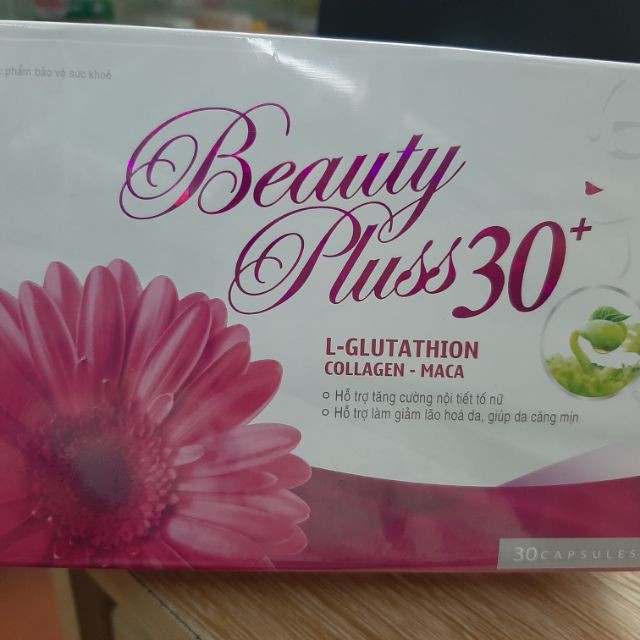 phẩm bảo vệ sức khoẻ
Beauty
Pluss 30+
L-GLUTATHION
COLLAGEN - MACA
Hỗ trợ tăng cường nội tiết tố nữ
Hỗ trợ làm giảm lão hoá da, giúp da căng mịn
30 CAPSULES